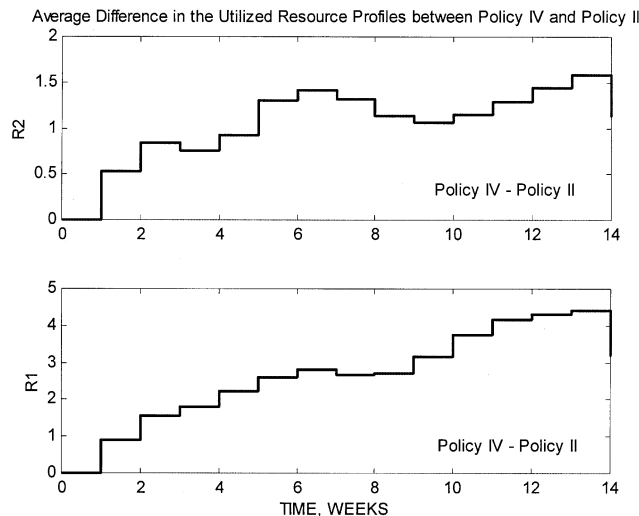 Average Difference in the Utilized Resource Profiles between Policy IV and Policy II
2
1.5
1
0.5
0
R2
Policy IV - Policy II
0 2 4 6 8 10 12 14
5
4
3
2
1
0
R1
Policy IV - Policy II
0 2 4 6 8 10 12 14
TIME, WEEKS